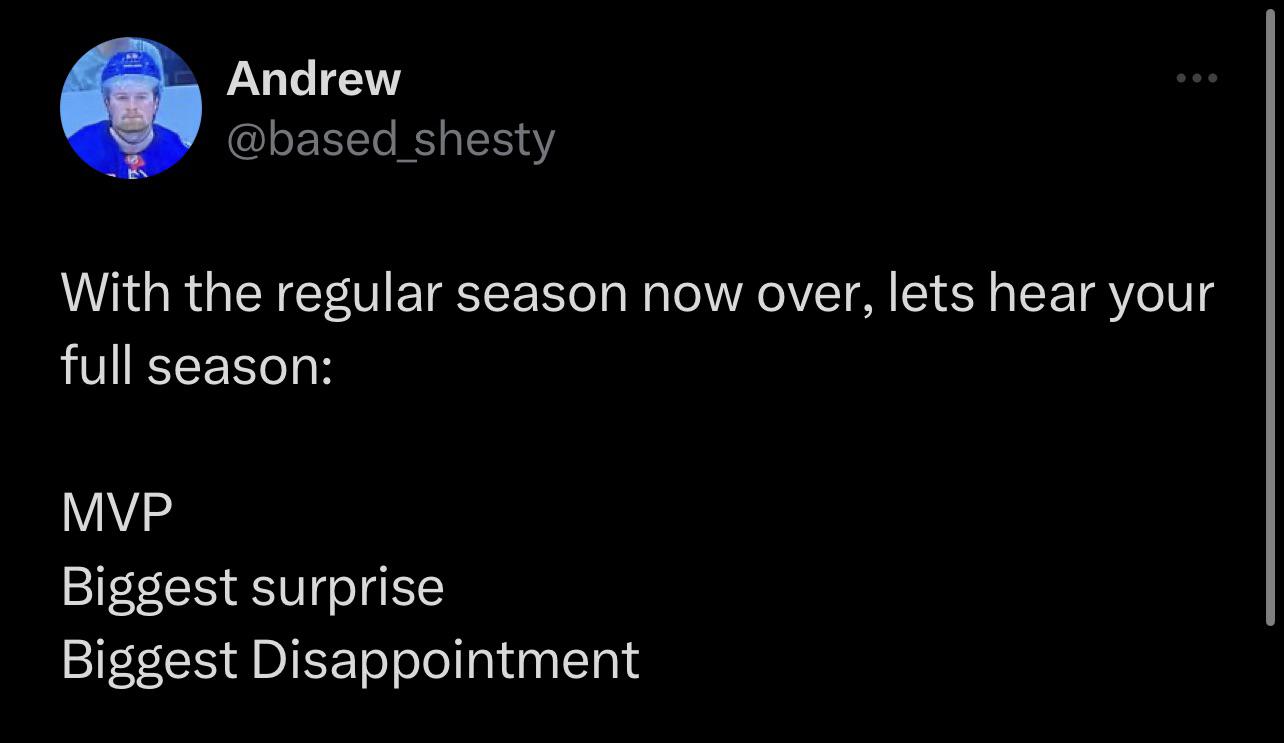 Andrew
@based_shesty
With the regular season now over, lets hear your
full season:
MVP
Biggest surprise
Biggest Disappointment